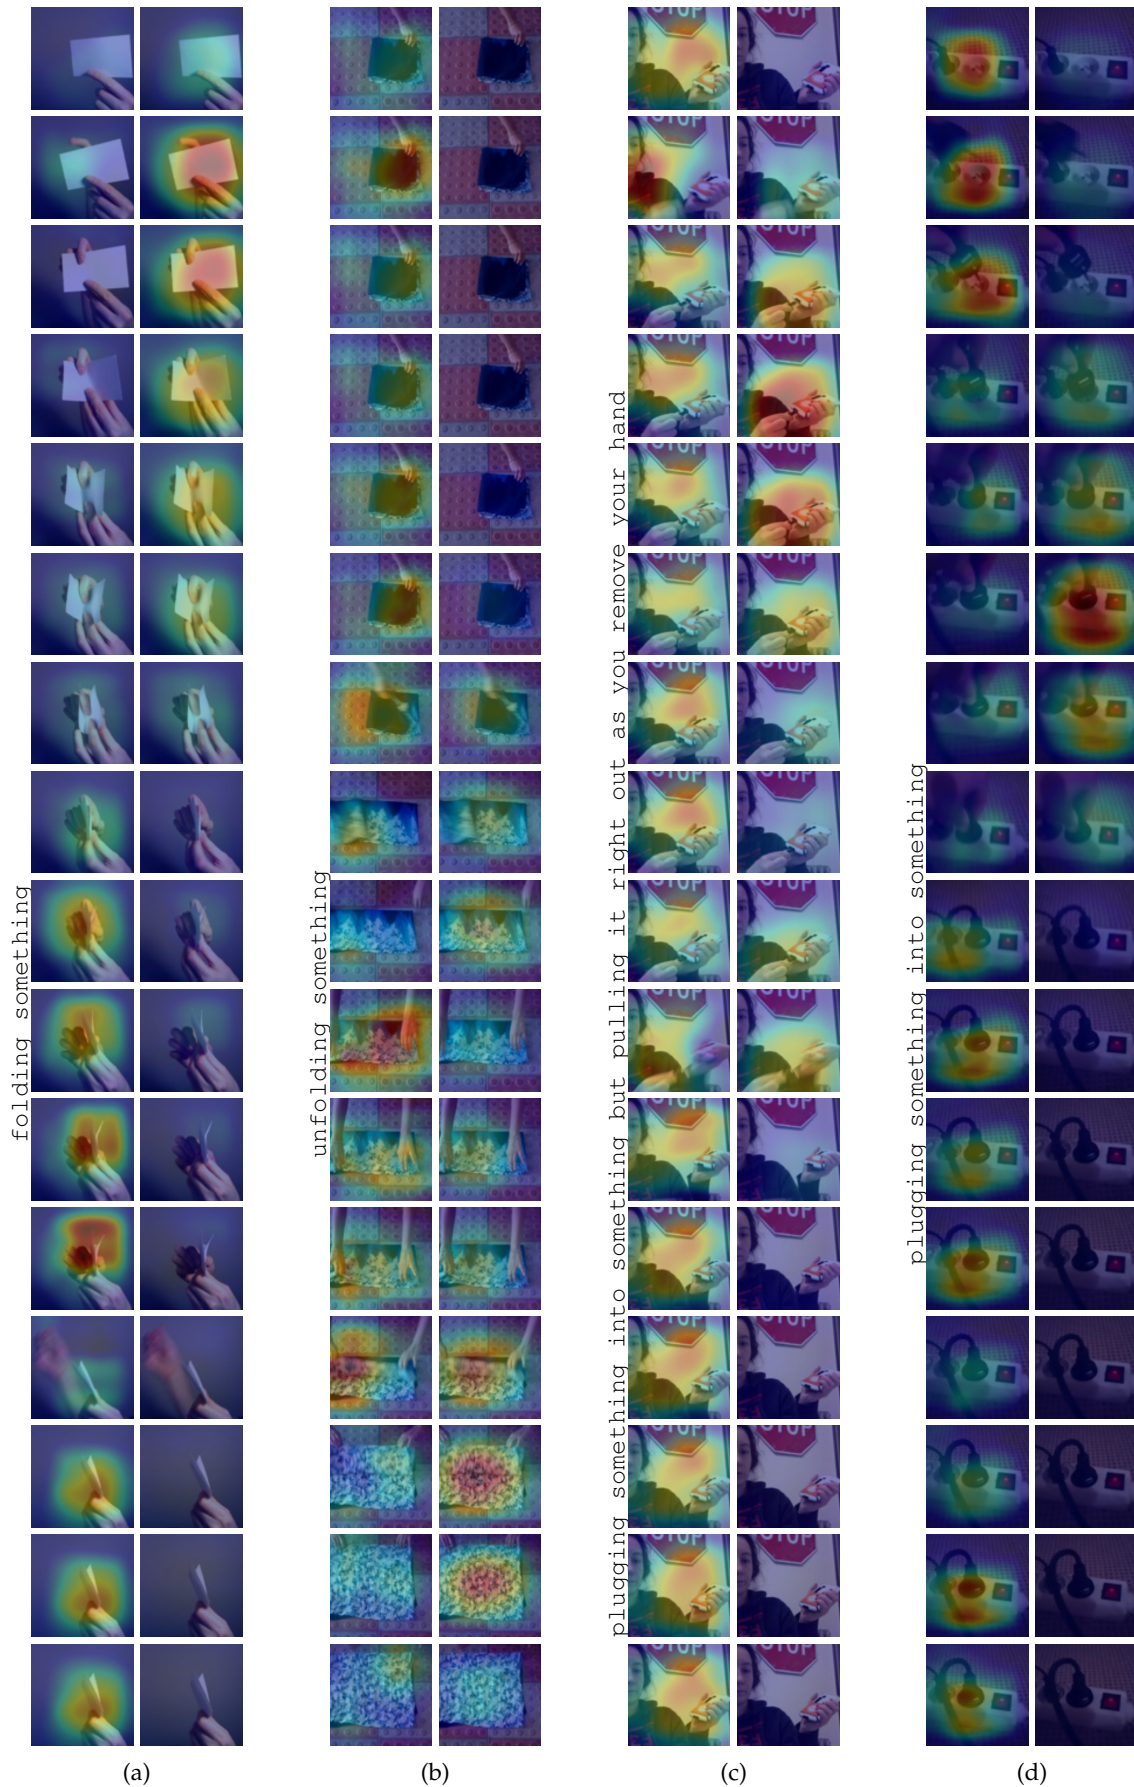 folding something
unfolding something
plugging something into something but pulling it right out as you remove your hand
plugging something into something
STOP
(a)
(b)
(c)
(d)